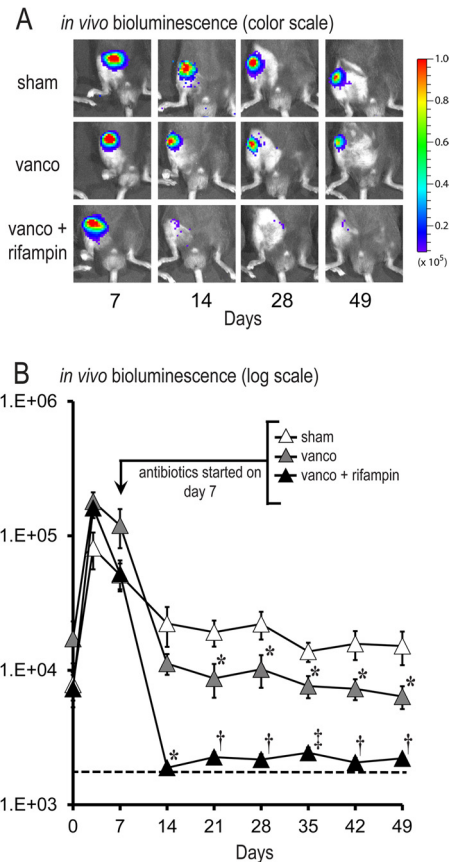 A in vivo bioluminescence (color scale)
sham
vanco
vanco +
rifampin
1.0
0.8
0.6
0.4
0.2
(x 10⁵)
7 14 28 49
Days
B in vivo bioluminescence (log scale)
1.E+06
1.E+05
1.E+04
1.E+03
sham
vanco
vanco + rifampin
antibiotics started on
day 7
* * * * *
* † † ‡ † †
0 7 14 21 28 35 42 49
Days